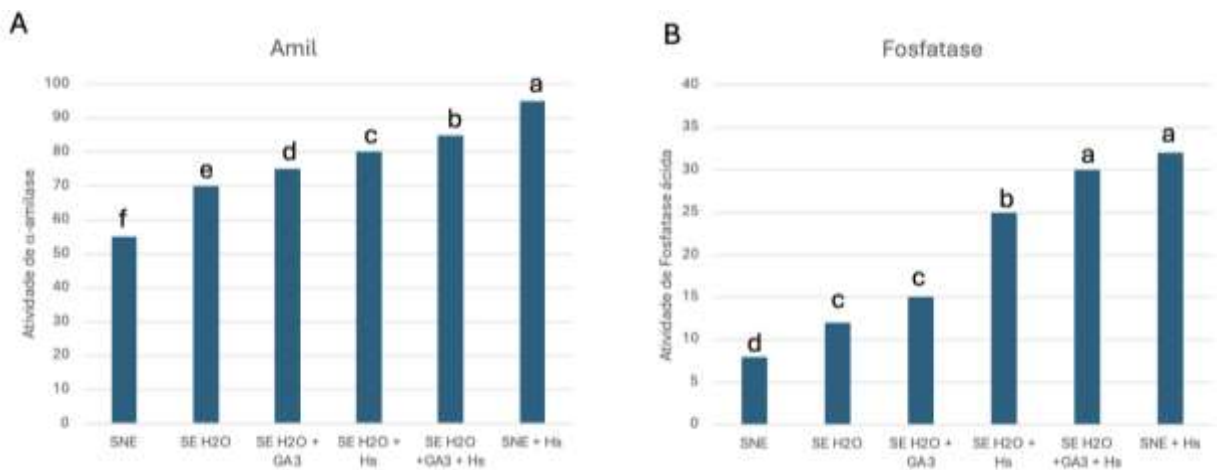 A
Amil
Atividade de α-amilase
100
90
80
70
60
50
40
30
20
10
0
f
e
d
c
b
a
SNE
SE H2O
SE H2O +
GA3
SE H2O +
Hs
SE H2O
+GA3 + Hs
SNE + Hs
B
Fosfatase
Atividade de Fosfatase ácida
40
35
30
25
20
15
10
5
0
d
c
c
b
a
a
SNE
SE H2O
SE H2O +
GA3
SE H2O +
Hs
SE H2O
+GA3 + Hs
SNE + Hs